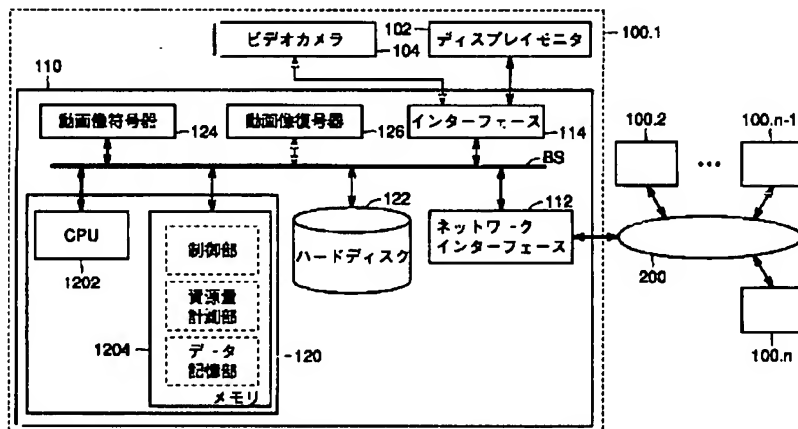 ビデオカメラ
104
102
ディスプレイモニタ
100.1
110
動画像符号器
124
動画像復号器
126
インターフェース
114
BS
100.2
...
100.n-1
CPU
1202
制御部
資源量
計測部
データ
記憶部
メモリ
1204
120
122
ハードディスク
112
ネットワーク
インターフェース
200
100.n